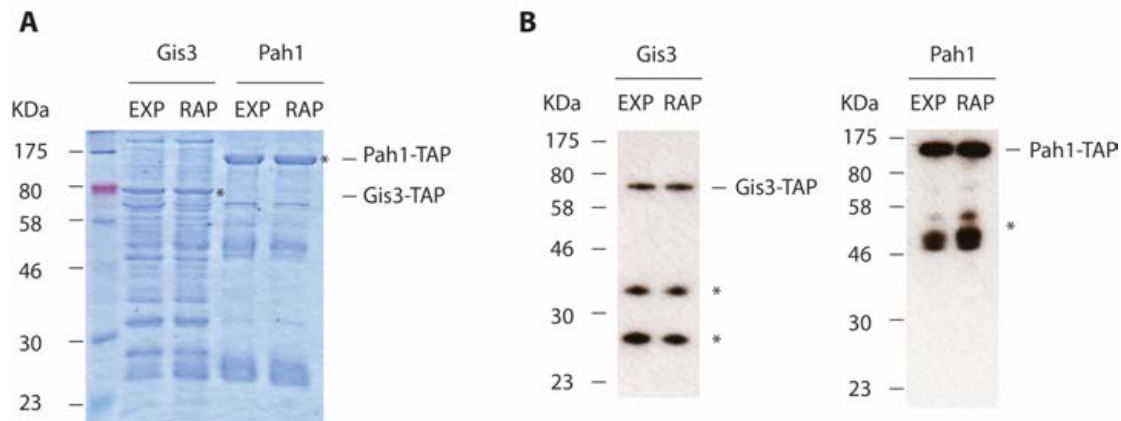 A
Gis3 Pah1
KDa EXP RAP EXP RAP
175
80
58
46
30
23
* Pah1-TAP
* Gis3-TAP
B
Gis3
KDa EXP RAP
175
80
58
46
30
23
Gis3-TAP
*
*
Pah1
KDa EXP RAP
175
80
58
46
30
23
Pah1-TAP
*